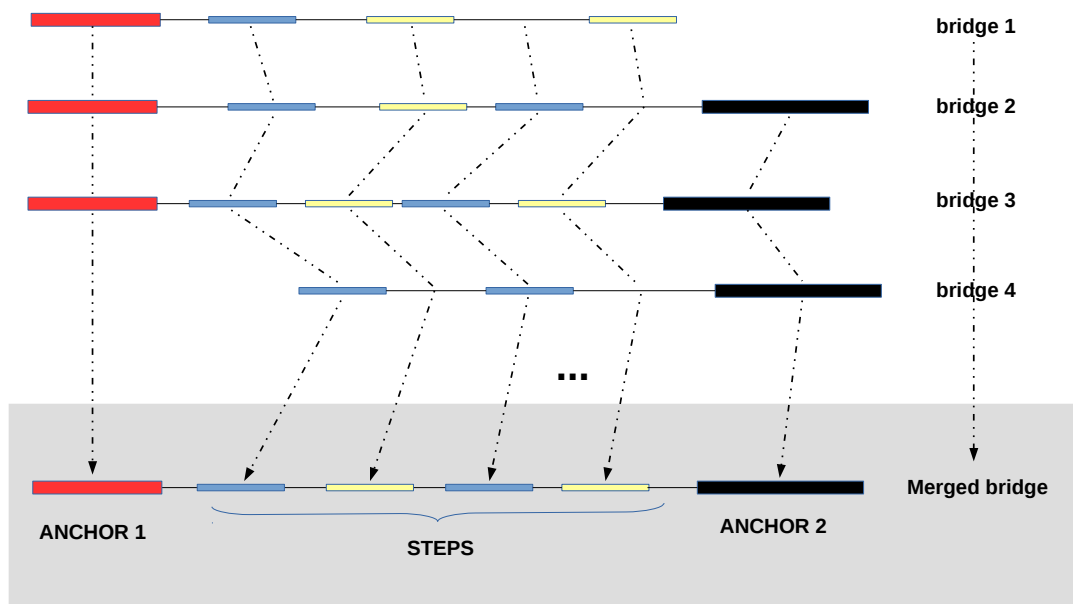 bridge 1
bridge 2
bridge 3
bridge 4
...
Merged bridge
ANCHOR 1
STEPS
ANCHOR 2